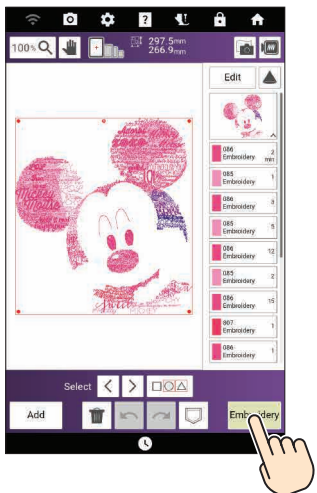 ?
100%
297.5mm
266.9mm
Edit
086 2
Embroidery min
085 1
Embroidery
086 3
Embroidery
085 5
Embroidery
086 12
Embroidery
085 2
Embroidery
086 15
Embroidery
807 1
Embroidery
086 1
Embroidery
Select
Add
Embroidery